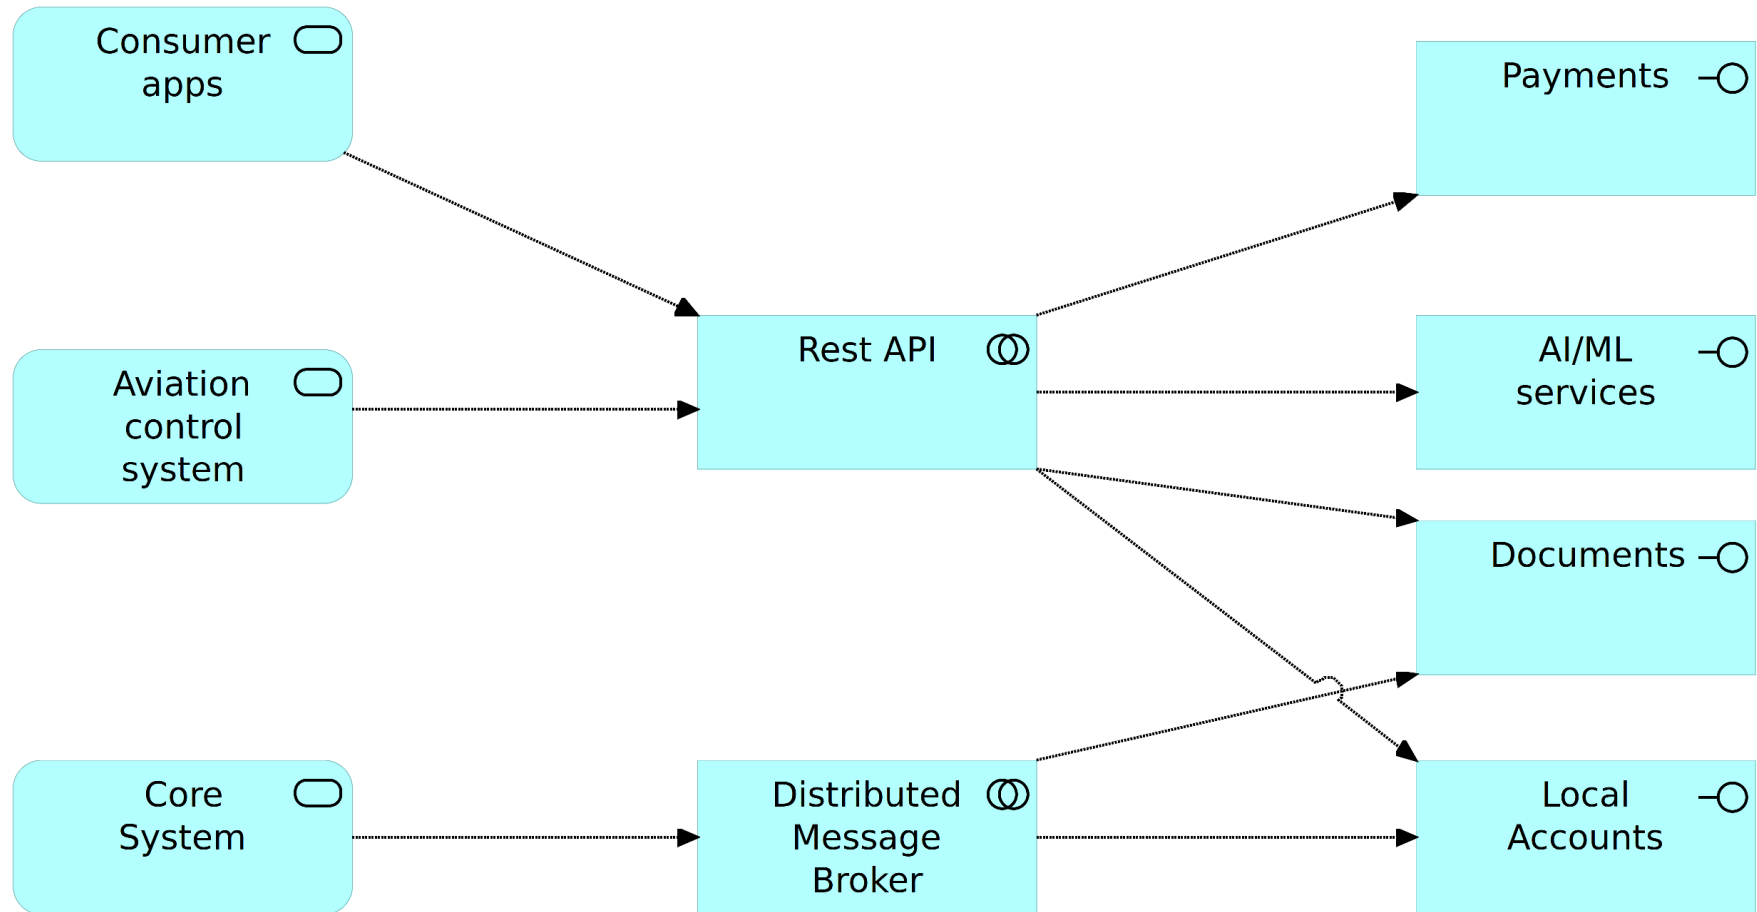 Consumer
apps
Payments
Rest API
AI/ML
services
Aviation
control
system
Documents
Core
System
Distributed
Message
Broker
Local
Accounts